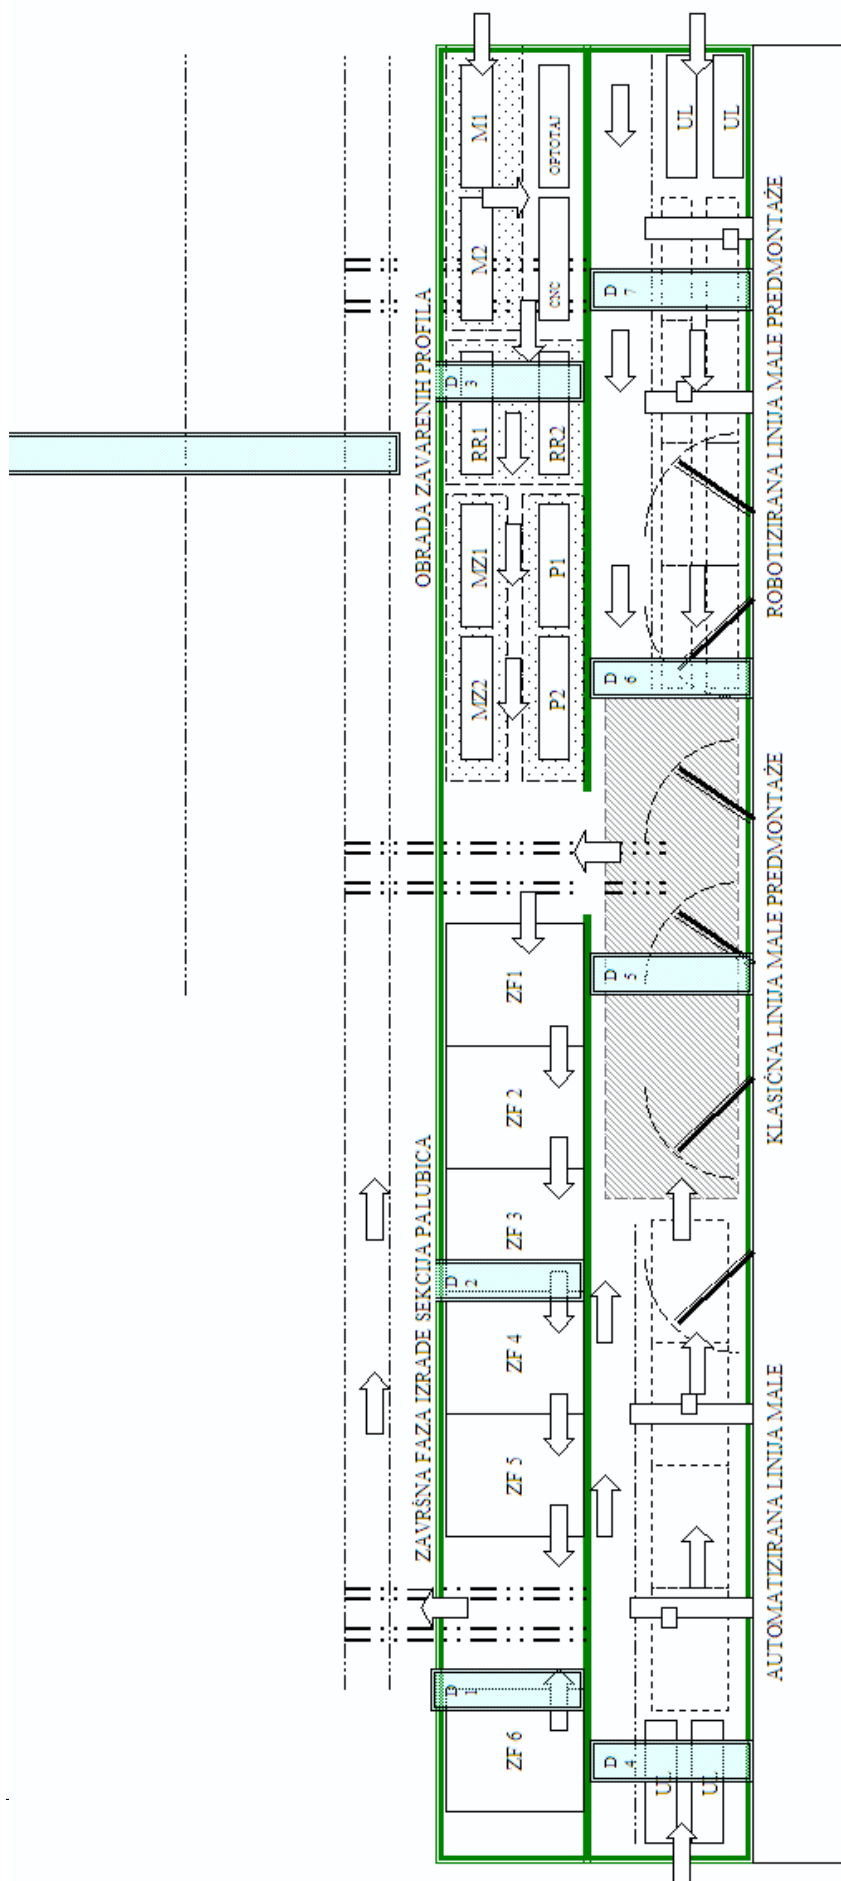 ZAVRŠNA FAZA IZRADE SEKCIJA PALUBICA
OBRADA ZAVARENIH PROFILA
D
1
D
2
D
3
ZF 6
ZF 5
ZF 4
ZF 3
ZF 2
ZF1
MZ2
MZ1
RR1
M2
M1
P2
P1
RR2
CNC
OPTOTAJ
D
4
D
5
D
6
D
7
UL
UL
UL
UL
AUTOMATIZIRANA LINIJA MALE
KLASIČNA LINIJA MALE PREDMONTAŽE
ROBOTIZIRANA LINIJA MALE PREDMONTAŽE